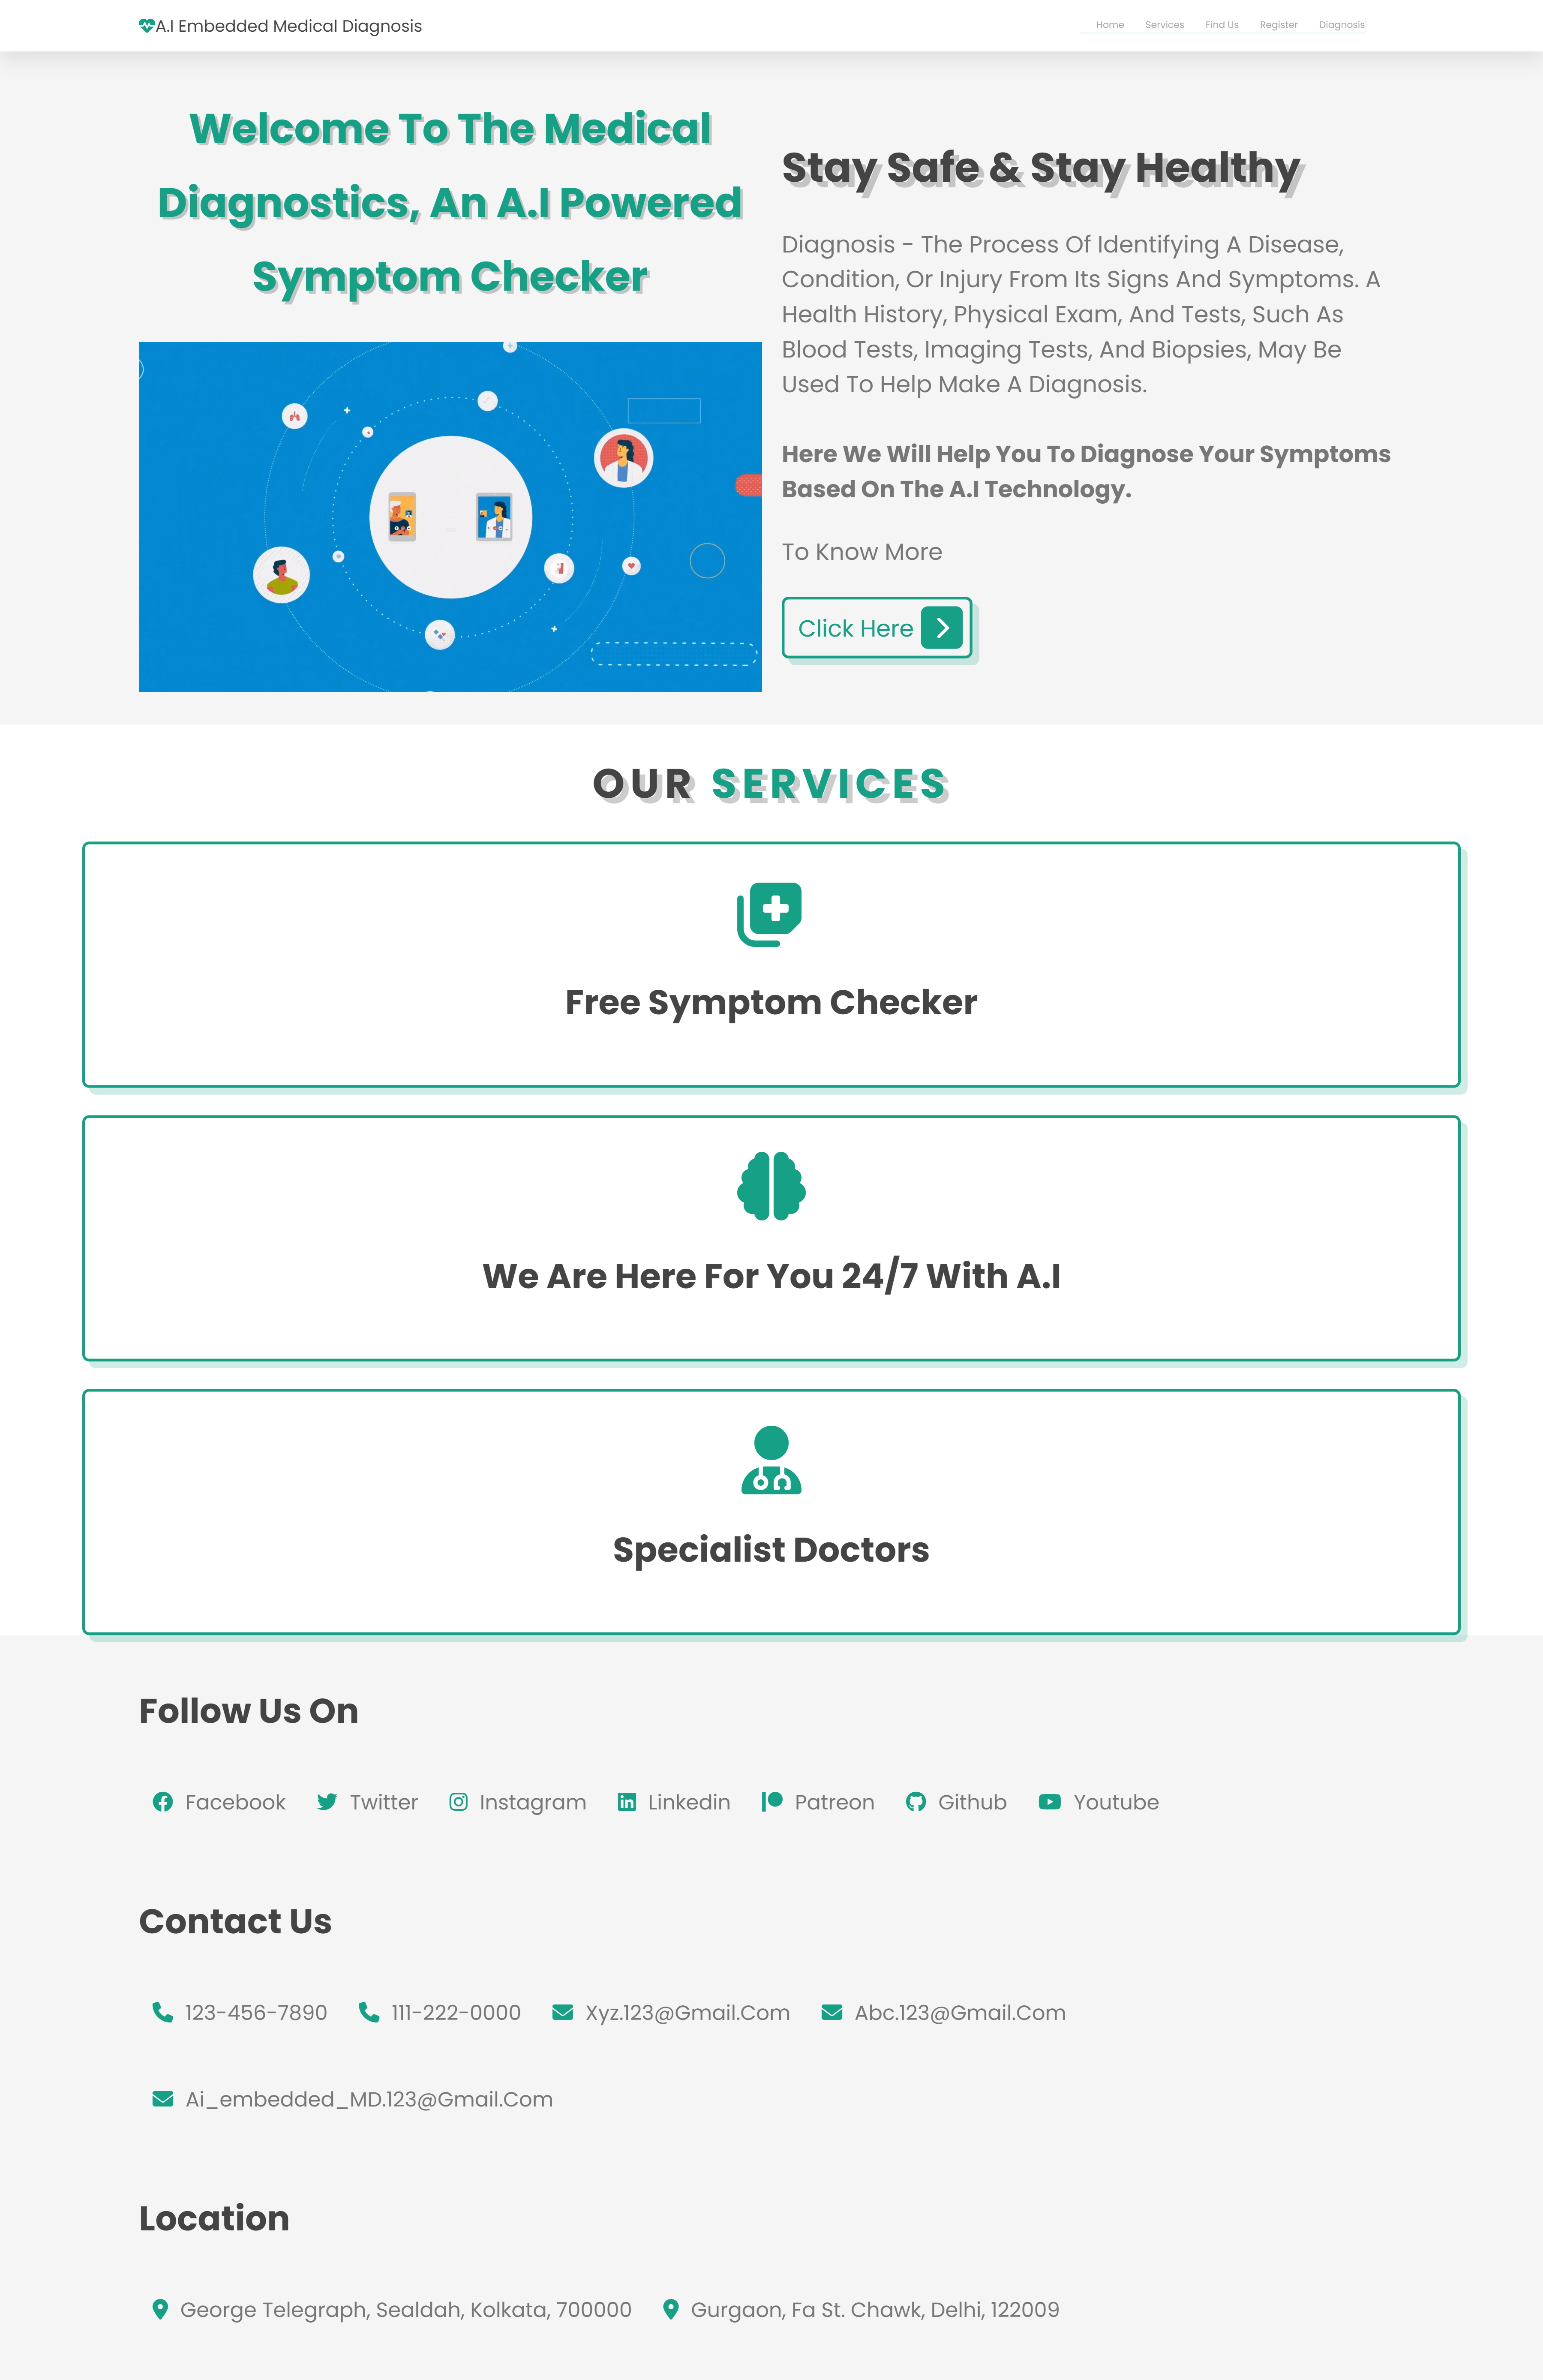 A.I Embedded Medical Diagnosis
Home Services Find Us Register Diagnosis
Welcome To The Medical
Diagnostics, An A.I Powered
Symptom Checker
Stay Safe & Stay Healthy
Diagnosis - The Process Of Identifying A Disease,
Condition, Or Injury From Its Signs And Symptoms. A
Health History, Physical Exam, And Tests, Such As
Blood Tests, Imaging Tests, And Biopsies, May Be
Used To Help Make A Diagnosis.
Here We Will Help You To Diagnose Your Symptoms
Based On The A.I Technology.
To Know More
Click Here
OUR SERVICES
Free Symptom Checker
We Are Here For You 24/7 With A.I
Specialist Doctors
Follow Us On
Facebook Twitter Instagram Linkedin Patreon Github Youtube
Contact Us
123-456-7890 111-222-0000 Xyz.123@Gmail.Com Abc.123@Gmail.Com
Ai_embedded_MD.123@Gmail.Com
Location
George Telegraph, Sealdah, Kolkata, 700000 Gurgaon, Fa St. Chawk, Delhi, 122009